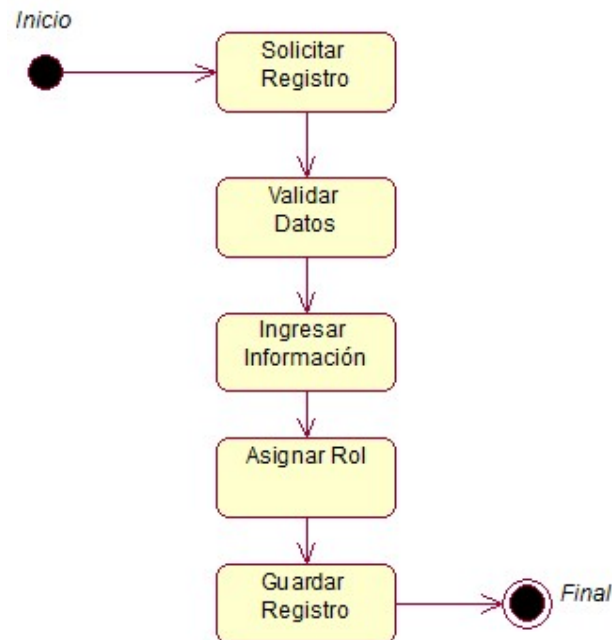 Inicio
Solicitar
Registro
Validar
Datos
Ingresar
Información
Asignar Rol
Guardar
Registro
Final